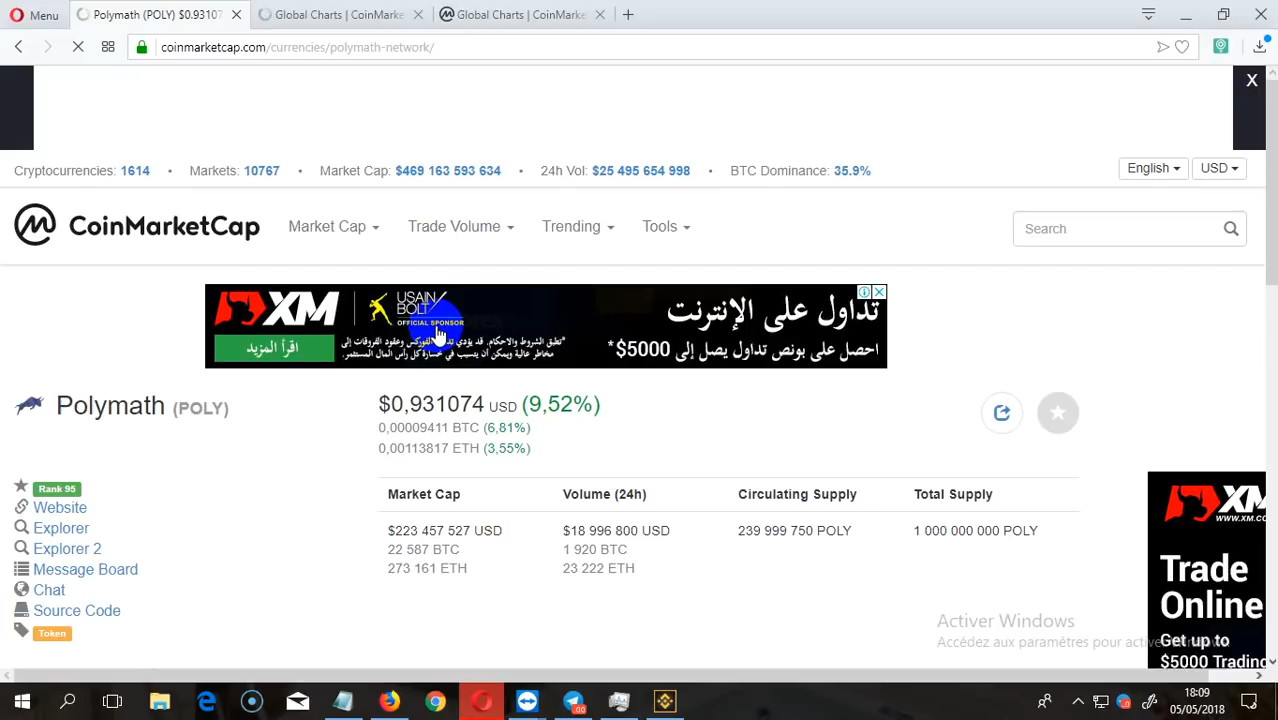 Menu
Polymath (POLY) $0.93107
Global Charts | CoinMarke
Global Charts | CoinMarke
coinmarketcap.com/currencies/polymath-network/
X
Cryptocurrencies: 1614 • Markets: 10767 • Market Cap: $469 163 593 634 • 24h Vol: $25 495 654 998 • BTC Dominance: 35.9%
English
USD
CoinMarketCap
Market Cap
Trade Volume
Trending
Tools
Search
XM
USAIN BOLT
OFFICIAL SPONSOR
تداول على الإنترنت
احصل على بونص تداول يصل إلى 5000$*
اقرأ المزيد
Polymath (POLY)
$0,931074 USD (9,52%)
0,00009411 BTC (6,81%)
0,00113817 ETH (3,55%)
Rank 95
Website
Explorer
Explorer 2
Message Board
Chat
Source Code
Token
Market Cap
Volume (24h)
Circulating Supply
Total Supply
$223 457 527 USD
$18 996 800 USD
239 999 750 POLY
1 000 000 000 POLY
22 587 BTC
1 920 BTC
273 161 ETH
23 222 ETH
XM
WWW.XM.CO
Trade
Online
Get up to
$5000 Trading
Activer Windows
Accédez aux paramètres pour activer
18:09
05/05/2018